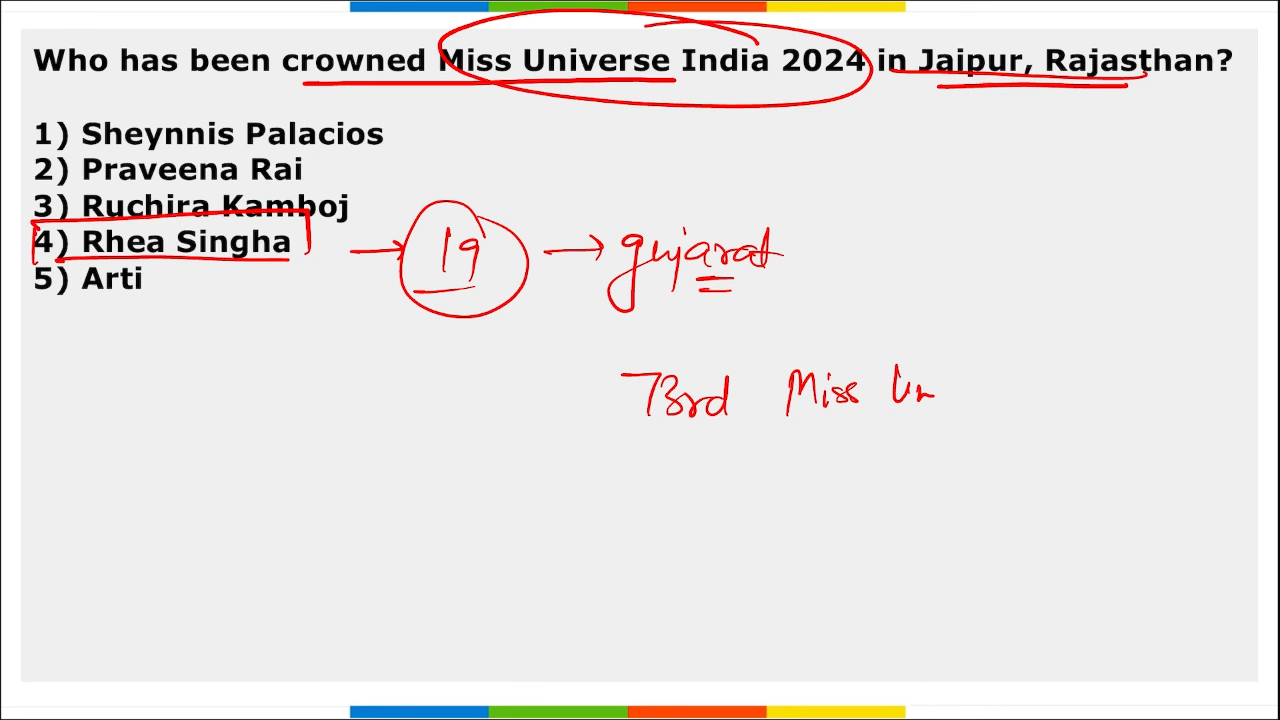 Who has been crowned Miss Universe India 2024 in Jaipur, Rajasthan?
1) Sheynnis Palacios
2) Praveena Rai
3) Ruchira Kamboj
4) Rhea Singha → 19 → gujarat
5) Arti
73rd Miss Un